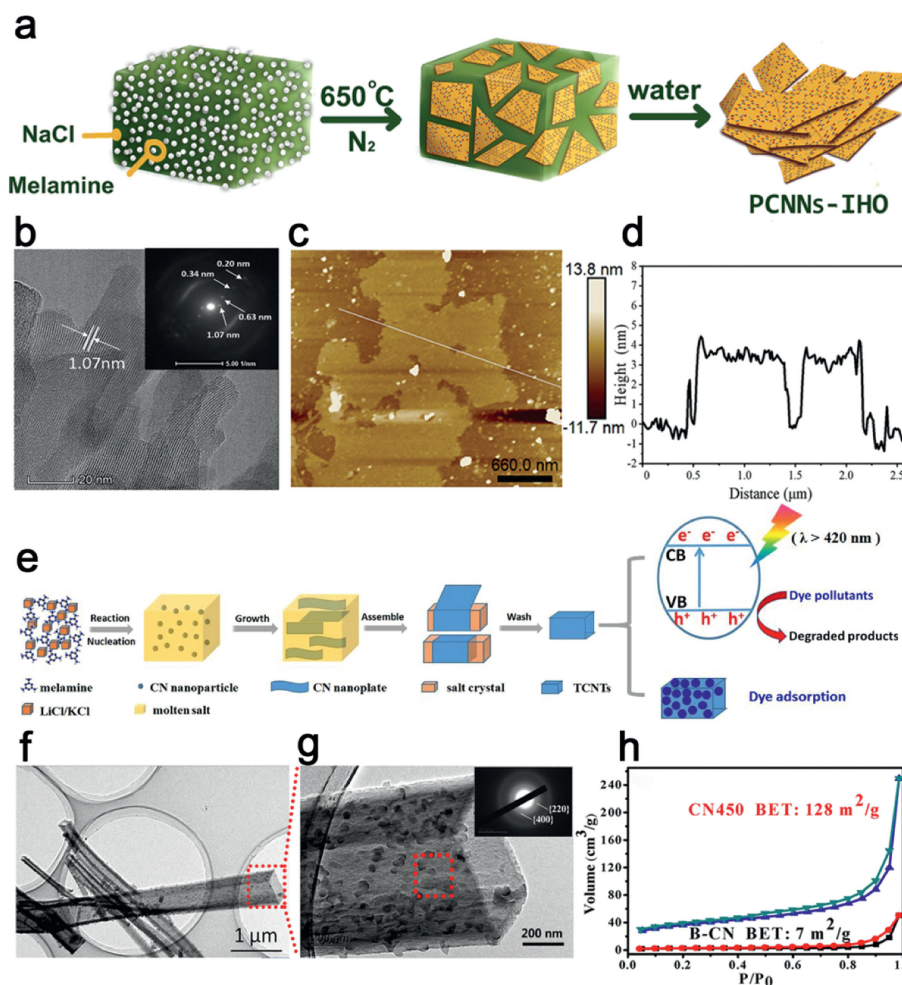 a
NaCl
Melamine
650°C
N₂
water
PCNNs-IHO
b
1.07nm
20 nm
0.20 nm
0.34 nm
0.63 nm
1.07 nm
5.00 1/nm
c
13.8 nm
-11.7 nm
660.0 nm
d
Height (nm)
8
7
6
5
4
3
2
1
0
-1
-2
0.0 0.5 1.0 1.5 2.0 2.5
Distance (μm)
e
Reaction
Nucleation
Growth
Assemble
Wash
melamine
CN nanoparticle
CN nanoplate
salt crystal
TCNTs
LiCl/KCl
molten salt
e⁻ e⁻ e⁻
CB
VB
h⁺ h⁺ h⁺
( λ > 420 nm )
Dye pollutants
Degraded products
Dye adsorption
f
1 μm
g
{220}
{400}
200 nm
h
Volume (cm³/g)
240
200
160
120
80
40
0
CN450 BET: 128 m²/g
B-CN BET: 7 m²/g
0.0 0.2 0.4 0.6 0.8 1.
P/P₀